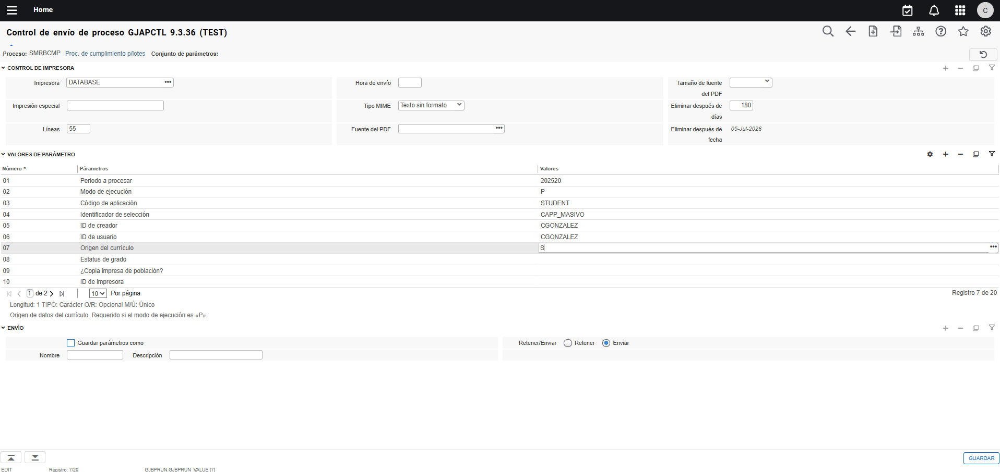 Home
C
Control de envío de proceso GJAPCTL 9.3.36 (TEST)
Proceso: SMRBCMP Proc. de cumplimiento p/lotes Conjunto de parámetros:
CONTROL DE IMPRESORA
Impresora DATABASE Hora de envío Tamaño de fuente del PDF
Impresión especial Tipo MIME Texto sin formato Eliminar después de días 180
Líneas 55 Fuente del PDF Eliminar después de fecha 05-Jul-2026
VALORES DE PARÁMETRO
Número * Párametros Valores
01 Periodo a procesar 202520
02 Modo de ejecución P
03 Código de aplicación STUDENT
04 Identificador de selección CAPP_MASIVO
05 ID de creador CGONZALEZ
06 ID de usuario CGONZALEZ
07 Origen del currículo S
08 Estatus de grado
09 ¿Copia impresa de población?
10 ID de impresora
1 de 2 10 Por página Registro 7 de 20
Longitud: 1 TIPO: Carácter O/R: Opcional M/Ú: Único
Origen de datos del currículo. Requerido si el modo de ejecución es «P».
ENVÍO
Guardar parámetros como Retener/Enviar Retener Enviar
Nombre Descripción
GUARDAR
EDIT Registro: 7/20 GJBPRUN.GJBPRUN_VALUE [7]